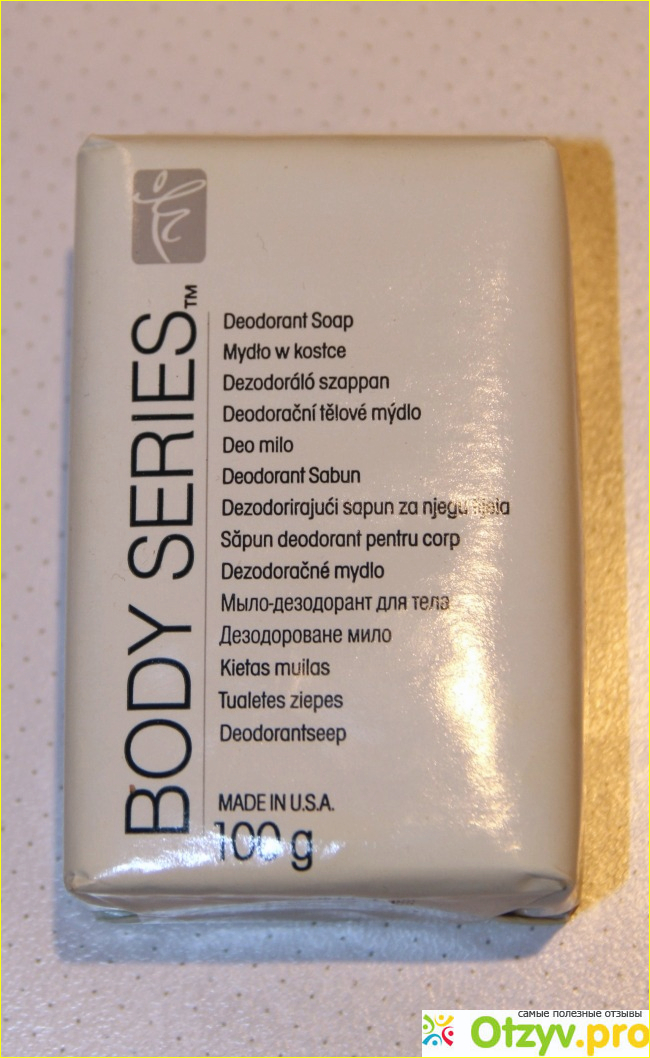 BODY SERIES™
Deodorant Soap
Mydło w kostce
Dezodoráló szappan
Deodorační tělové mýdlo
Deo milo
Deodorant Sabun
Dezodorirajući sapun za njegu tijela
Săpun deodorant pentru corp
Dezodoračné mydlo
Мыло-дезодорант для тела
Дезодороване мило
Kietas muilas
Tualetes ziepes
Deodorantseep
MADE IN U.S.A.
100 g
самые полезные отзывы
Otzyv.pro